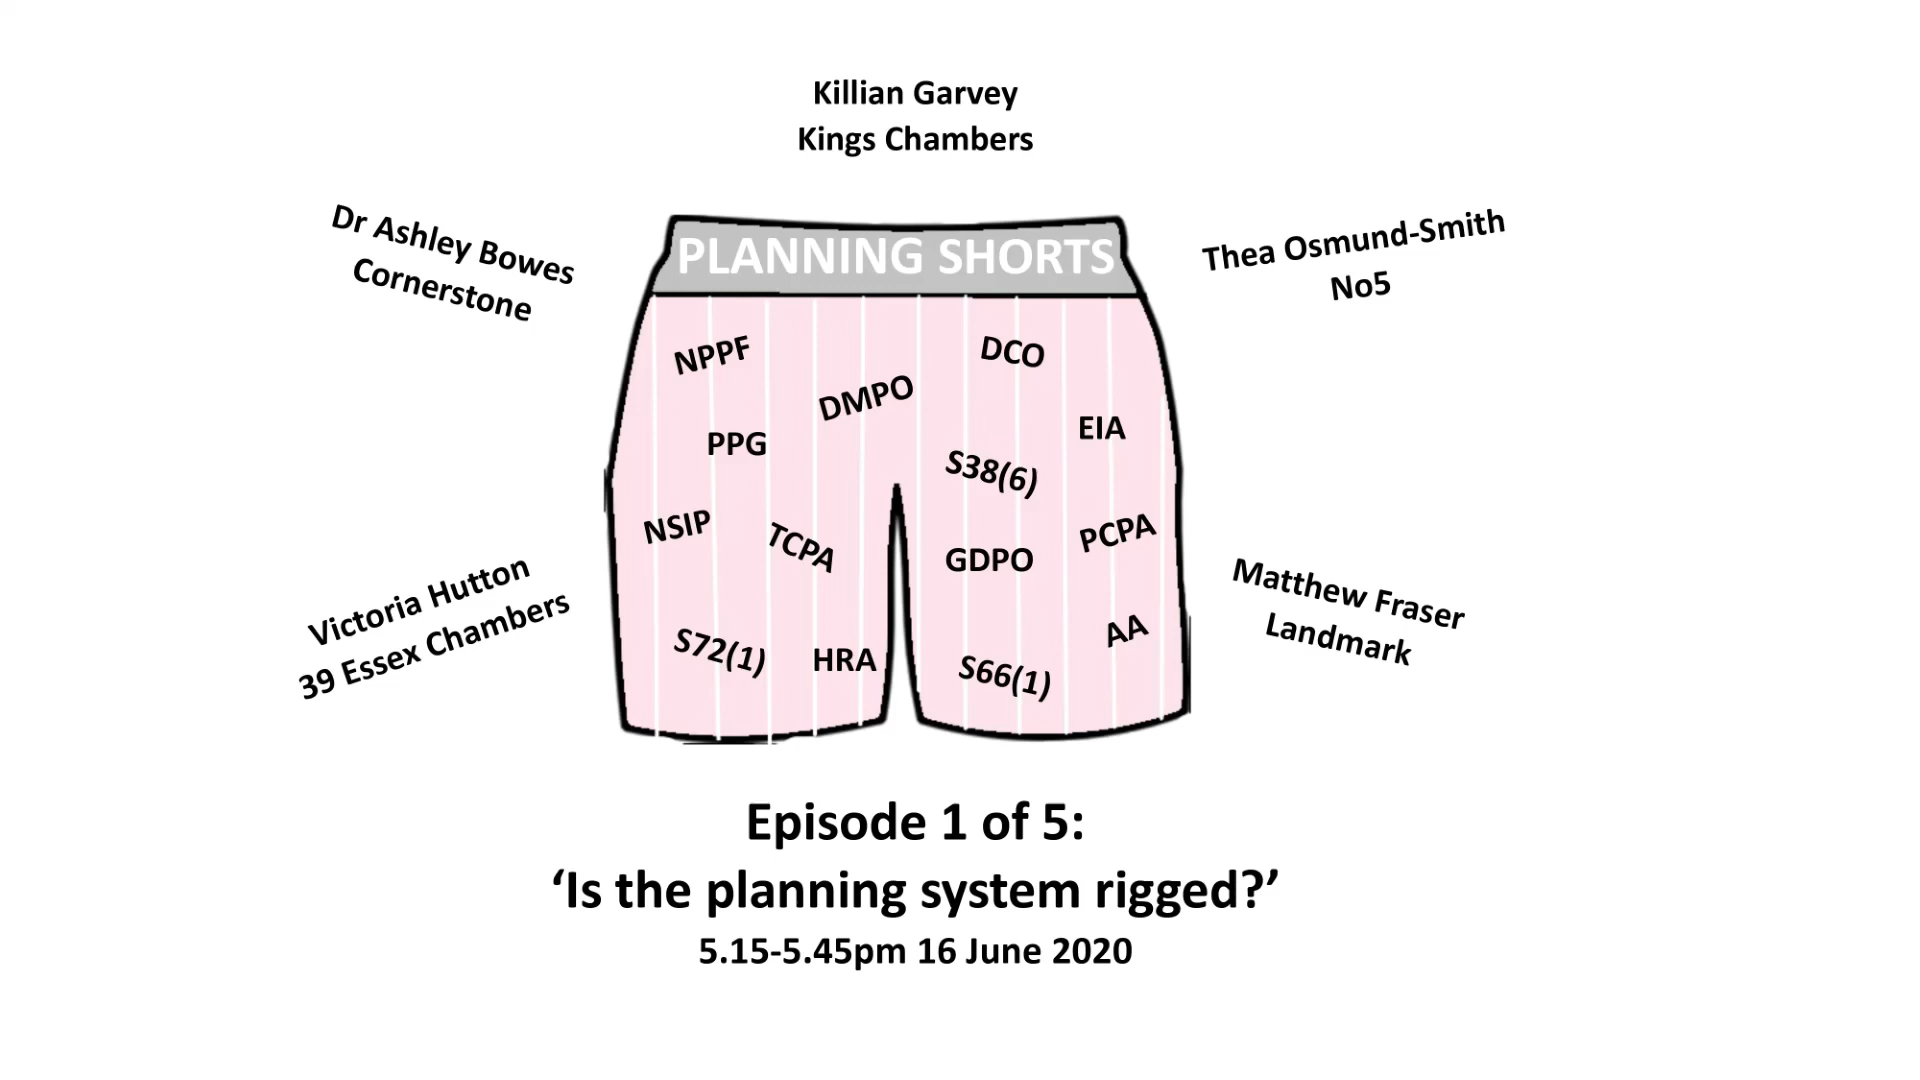 Killian Garvey
Kings Chambers
Dr Ashley Bowes
Cornerstone
Thea Osmund-Smith
No5
PLANNING SHORTS
NPPF
DCO
DMPO
EIA
PPG
S38(6)
NSIP
TCPA
GDPO
PCPA
S72(1)
HRA
S66(1)
AA
Victoria Hutton
39 Essex Chambers
Matthew Fraser
Landmark
Episode 1 of 5:
‘Is the planning system rigged?’
5.15-5.45pm 16 June 2020